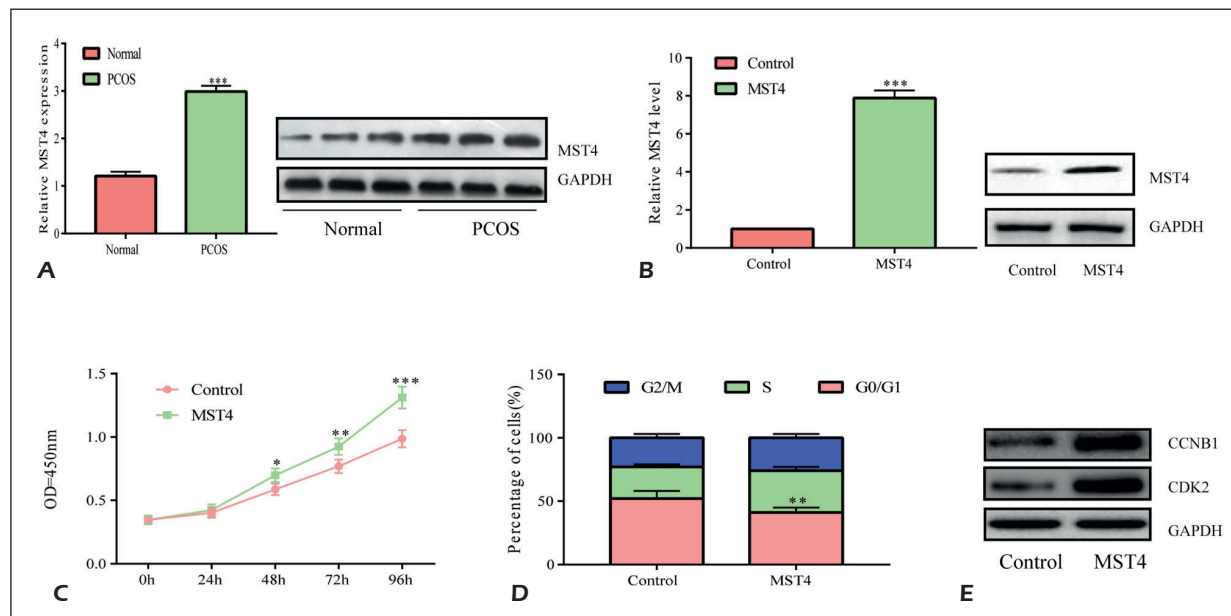 Relative MST4 expression
4
3
2
1
0
Normal
PCOS
***
Normal
PCOS
MST4
GAPDH
Normal
PCOS
A
Relative MST4 level
10
8
6
4
2
0
Control
MST4
***
Control
MST4
MST4
GAPDH
Control
MST4
B
OD=450nm
1.5
1.0
0.5
0.0
Control
MST4
*
**
***
0h
24h
48h
72h
96h
C
Percentage of cells(%)
150
100
50
0
G2/M
S
G0/G1
**
Control
MST4
D
CCNB1
CDK2
GAPDH
Control
MST4
E